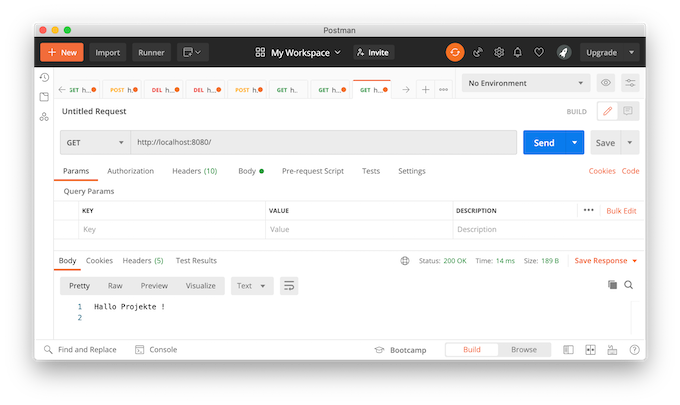 Postman
+ New Import Runner My Workspace Invite Upgrade
GET h... POST h. DEL h... DEL h... POST h. GET h.. GET h... GET h... + No Environment
Untitled Request BUILD
GET http://localhost:8080/ Send Save
Params Authorization Headers (10) Body Pre-request Script Tests Settings Cookies Code
Query Params
KEY VALUE DESCRIPTION ••• Bulk Edit
Key Value Description
Body Cookies Headers (5) Test Results Status: 200 OK Time: 14 ms Size: 189 B Save Response
Pretty Raw Preview Visualize Text
1 Hallo Projekte !
2
Find and Replace Console Bootcamp Build Browse